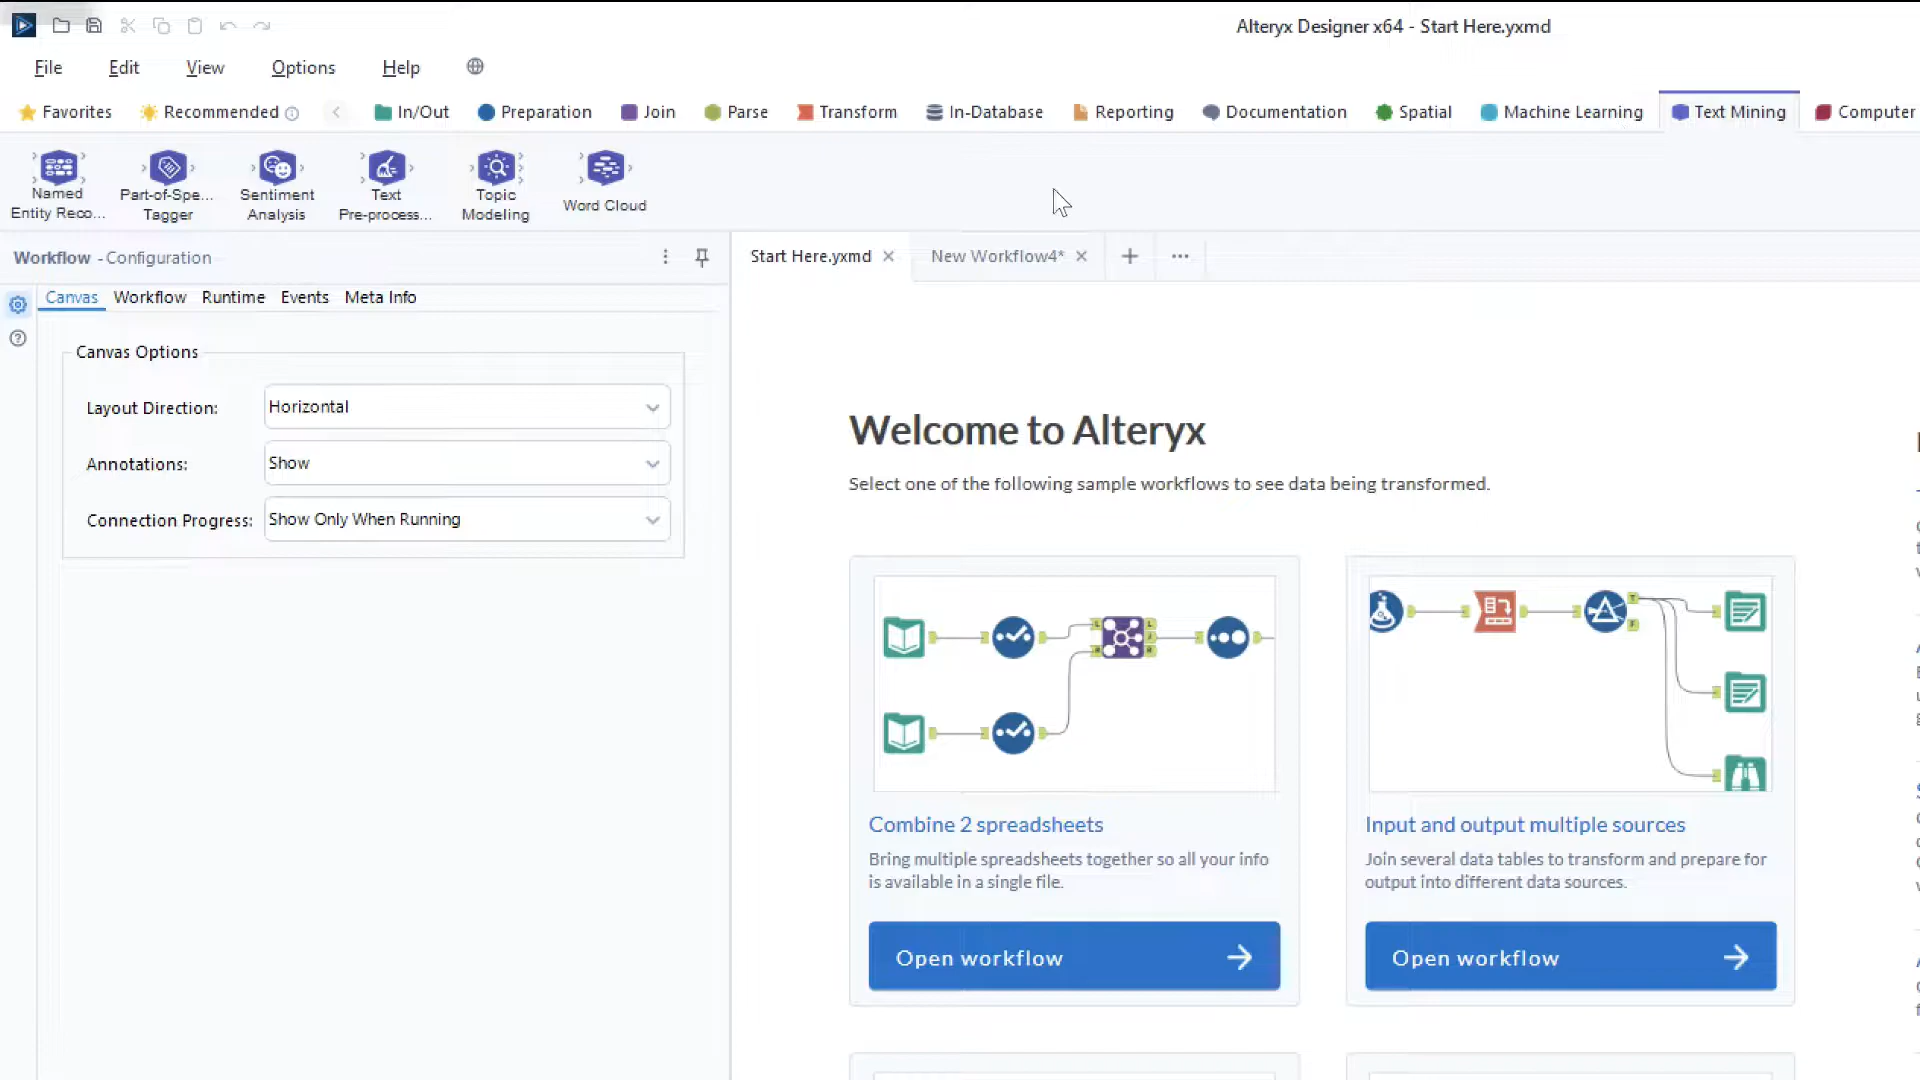 Alteryx Designer x64 - Start Here.yxmd
File Edit View Options Help
Favorites Recommended In/Out Preparation Join Parse Transform In-Database Reporting Documentation Spatial Machine Learning Text Mining Computer
Named Entity Reco...
Part-of-Spe... Tagger
Sentiment Analysis
Text Pre-process...
Topic Modeling
Word Cloud
Workflow - Configuration
Start Here.yxmd
New Workflow4*
Canvas Workflow Runtime Events Meta Info
Canvas Options
Layout Direction: Horizontal
Annotations: Show
Connection Progress: Show Only When Running
Welcome to Alteryx
Select one of the following sample workflows to see data being transformed.
Combine 2 spreadsheets
Bring multiple spreadsheets together so all your info
is available in a single file.
Open workflow
Input and output multiple sources
Join several data tables to transform and prepare for
output into different data sources.
Open workflow